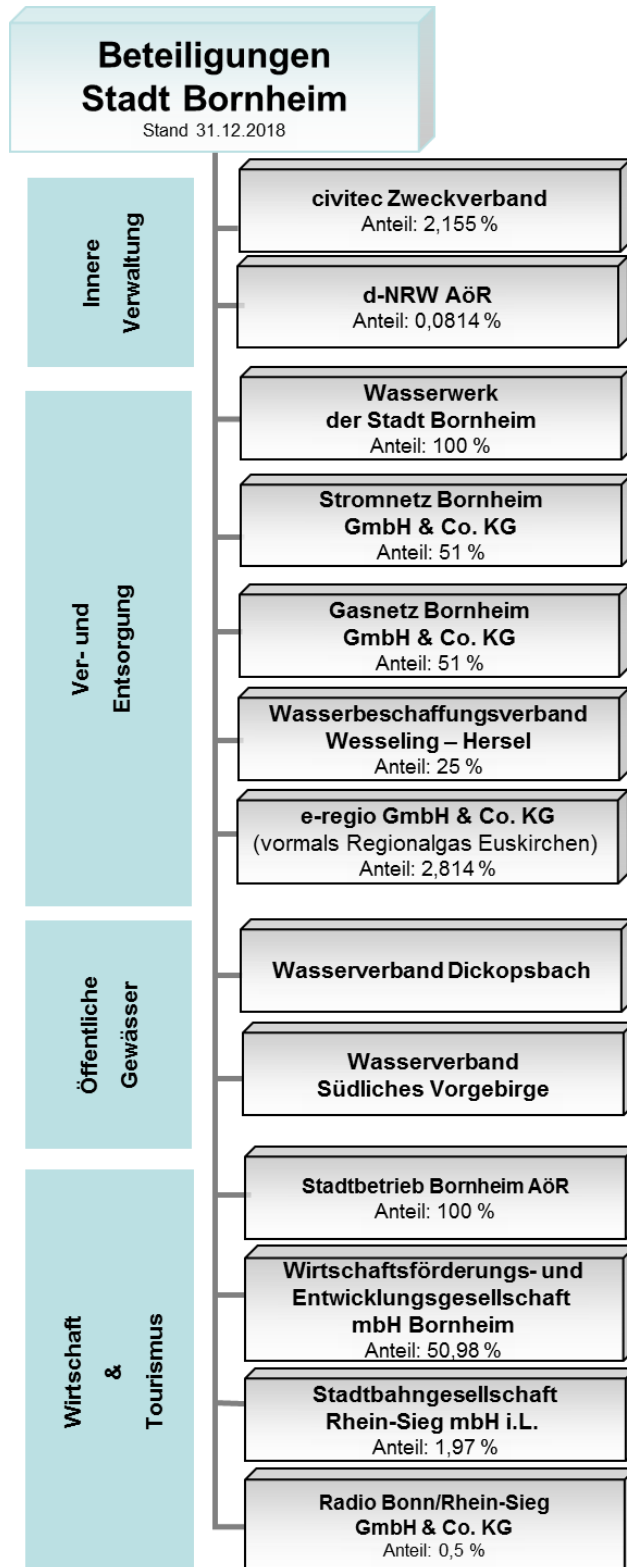 Beteiligungen
Stadt Bornheim
Stand 31.12.2018
Innere
Verwaltung
civitec Zweckverband
Anteil: 2,155 %
d-NRW AöR
Anteil: 0,0814 %
Ver- und
Entsorgung
Wasserwerk
der Stadt Bornheim
Anteil: 100 %
Stromnetz Bornheim
GmbH & Co. KG
Anteil: 51 %
Gasnetz Bornheim
GmbH & Co. KG
Anteil: 51 %
Wasserbeschaffungsverband
Wesseling – Hersel
Anteil: 25 %
e-regio GmbH & Co. KG
(vormals Regionalgas Euskirchen)
Anteil: 2,814 %
Öffentliche
Gewässer
Wasserverband Dickopsbach
Wasserverband
Südliches Vorgebirge
Wirtschaft
&
Tourismus
Stadtbetrieb Bornheim AöR
Anteil: 100 %
Wirtschaftsförderungs- und
Entwicklungsgesellschaft
mbH Bornheim
Anteil: 50,98 %
Stadtbahngesellschaft
Rhein-Sieg mbH i.L.
Anteil: 1,97 %
Radio Bonn/Rhein-Sieg
GmbH & Co. KG
Anteil: 0,5 %